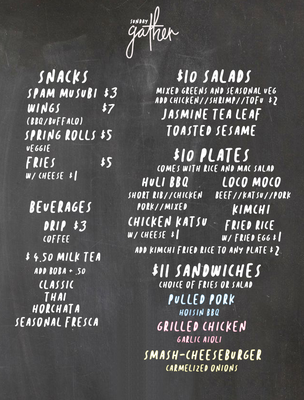 SUNDAY
gather
SNACKS
SPAM MUSUBI $3
WINGS $7
(BBQ/BUFFALO)
SPRING ROLLS $5
VEGGIE
FRIES $5
W/ CHEESE $1
BEVERAGES
DRIP $3
COFFEE
$4.50 MILK TEA
ADD BOBA + .50
CLASSIC
THAI
HORCHATA
SEASONAL FRESCA
$10 SALADS
MIXED GREENS AND SEASONAL VEG
ADD CHICKEN//SHRIMP//TOFU $2
JASMINE TEA LEAF
TOASTED SESAME
$10 PLATES
COMES WITH RICE AND MAC SALAD
HULI BBQ
SHORT RIB//CHICKEN
PORK//MIXED
CHICKEN KATSU
W/ CHEESE $1
LOCO MOCO
BEEF//KATSU//PORK
KIMCHI
FRIED RICE
W/ FRIED EGG $1
ADD KIMCHI FRIED RICE TO ANY PLATE $2
$11 SANDWICHES
CHOICE OF FRIES OR SALAD
PULLED PORK
HOISIN BBQ
GRILLED CHICKEN
GARLIC AIOLI
SMASH-CHEESEBURGER
CARMELIZED ONIONS